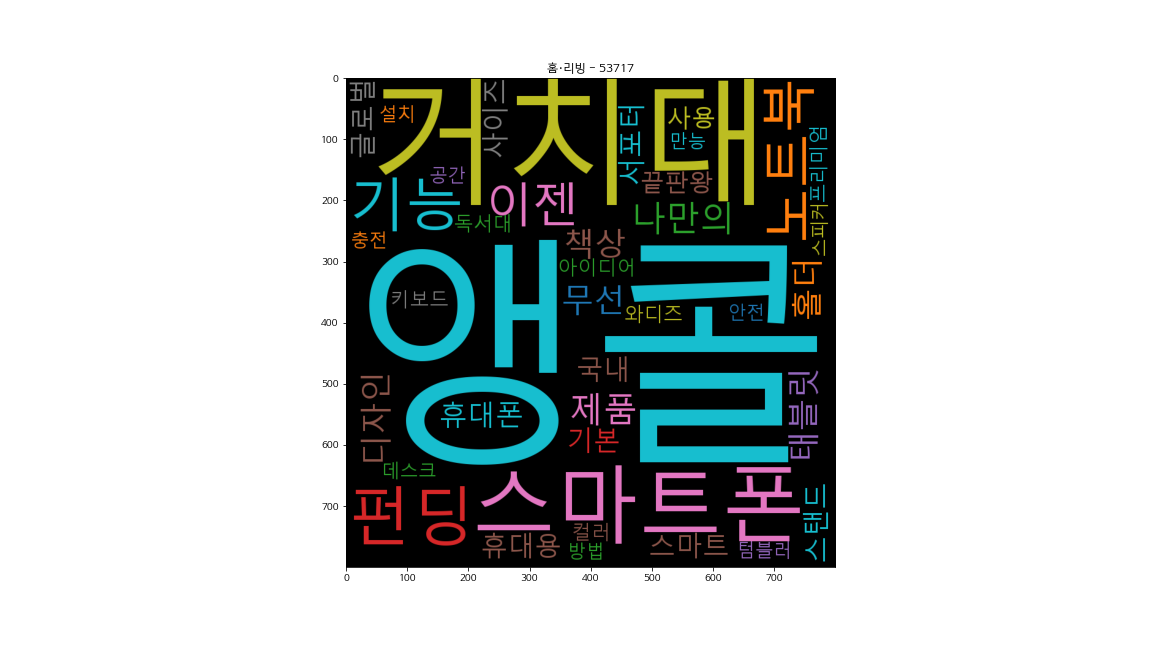 홈·리빙 - 53717
0
100
200
300
400
500
600
700
0 100 200 300 400 500 600 700
거치대
글로벌
설치
사이즈
서포터
사용
만능
노트북
프리미엄
공간
끝판왕
기능
이젠
나만의
독서대
스피커
충전
책상
아이디어
앵콜
키보드
무선
와디즈
안전
홀더
국내
디자인
휴대폰
제품
기본
태블릿
데스크
펀딩
스마트폰
컬러
휴대용
방법
스마트
텀블러
스탠드